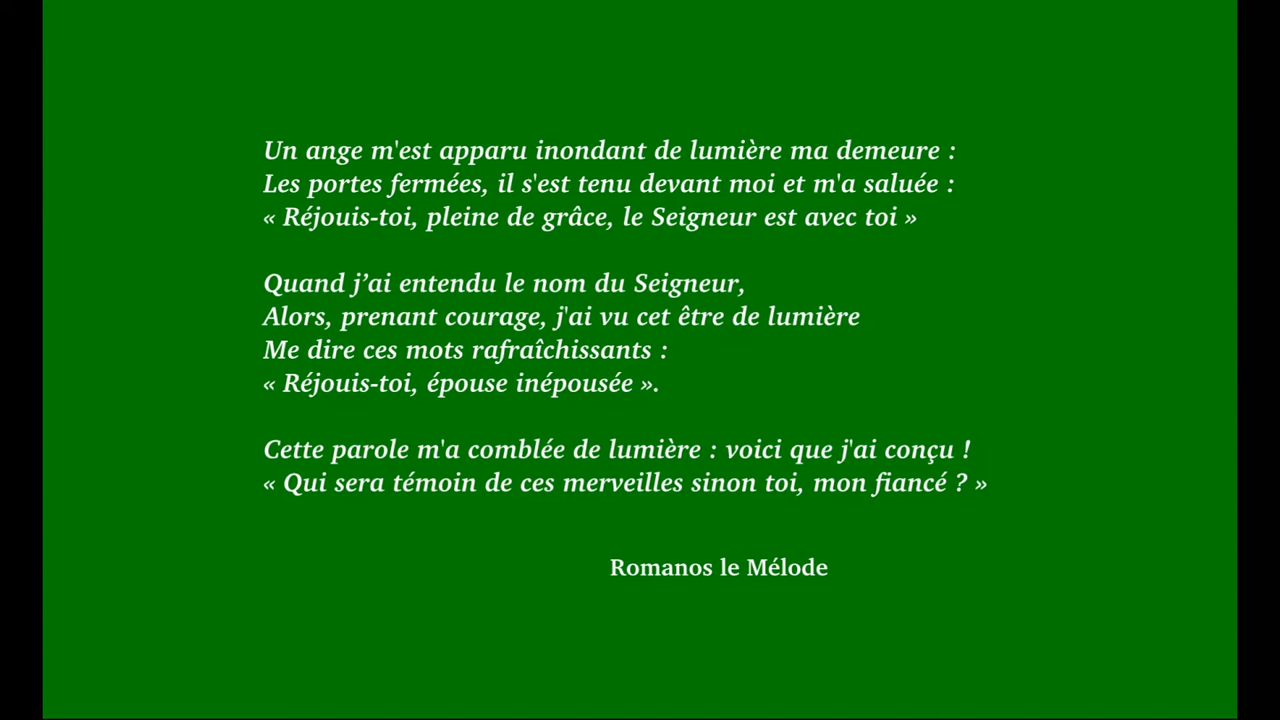 Un ange m'est apparu inondant de lumière ma demeure :
Les portes fermées, il s'est tenu devant moi et m'a saluée :
« Réjouis-toi, pleine de grâce, le Seigneur est avec toi »
Quand j’ai entendu le nom du Seigneur,
Alors, prenant courage, j'ai vu cet être de lumière
Me dire ces mots rafraîchissants :
« Réjouis-toi, épouse inépousée ».
Cette parole m'a comblée de lumière : voici que j'ai conçu !
« Qui sera témoin de ces merveilles sinon toi, mon fiancé ? »
Romanos le Mélode